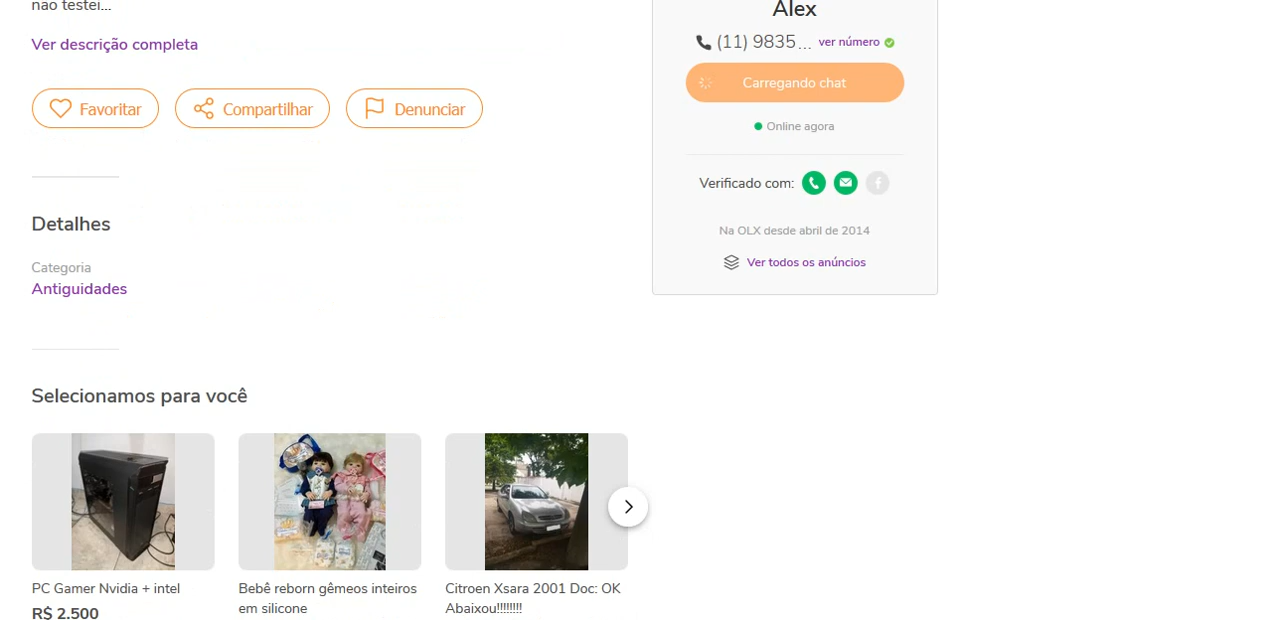 não testei...
Ver descrição completa
Favoritar
Compartilhar
Denunciar
Detalhes
Categoria
Antiguidades
Alex
(11) 9835... ver número
Carregando chat
Online agora
Verificado com:
Na OLX desde abril de 2014
Ver todos os anúncios
Selecionamos para você
PC Gamer Nvidia + intel
R$ 2.500
Bebê reborn gêmeos inteiros
em silicone
Citroen Xsara 2001 Doc: OK
Abaixou!!!!!!!!